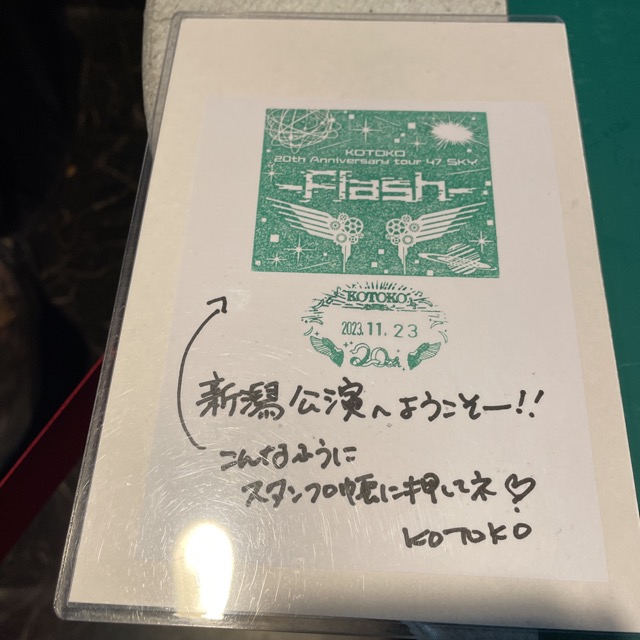 KOTOKO
20th Anniversary tour 47 SKY
-Flash-
KOTOKO
2023.11.23
20th
新潟公演へようこそー!!
こんなふうに
スタンプ帳に押してネ♡
KOTOKO